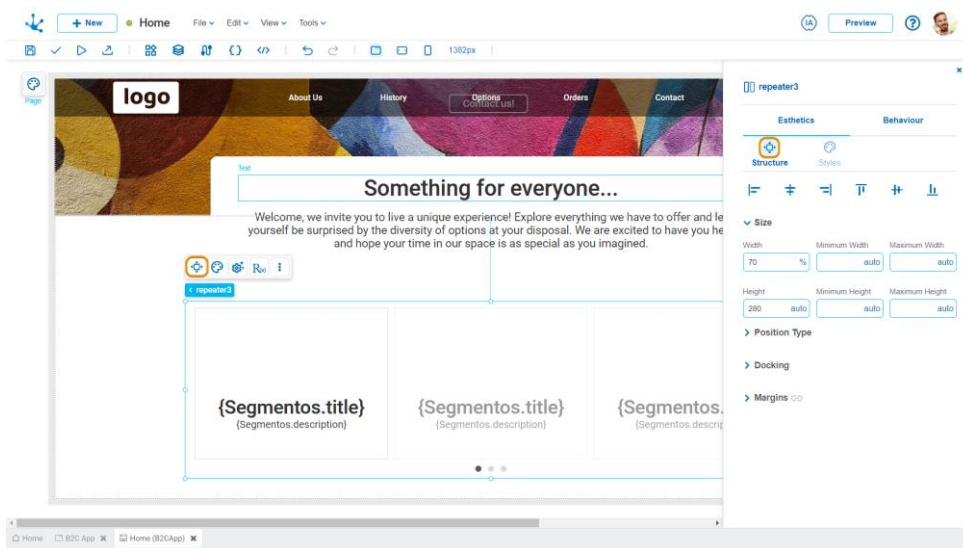 + New
Home
File
Edit
View
Tools
IA
Preview
?
1382px
Page
logo
About Us
History
Options
Orders
Contact
Contact us!
Text
Something for everyone...
Welcome, we invite you to live a unique experience! Explore everything we have to offer and le
yourself be surprised by the diversity of options at your disposal. We are excited to have you he
and hope your time in our space is as special as you imagined.
R(x)
< repeater3
{Segmentos.title}
{Segmentos.description}
{Segmentos.title}
{Segmentos.description}
{Segmentos.
{Segmentos.descrip
repeater3
Esthetics
Behaviour
Structure
Styles
Size
Width
Minimum Width
Maximum Width
70 %
auto
auto
Height
Minimum Height
Maximum Height
280 auto
auto
auto
Position Type
Docking
Margins
Home
B2C App
Home (B2CApp)